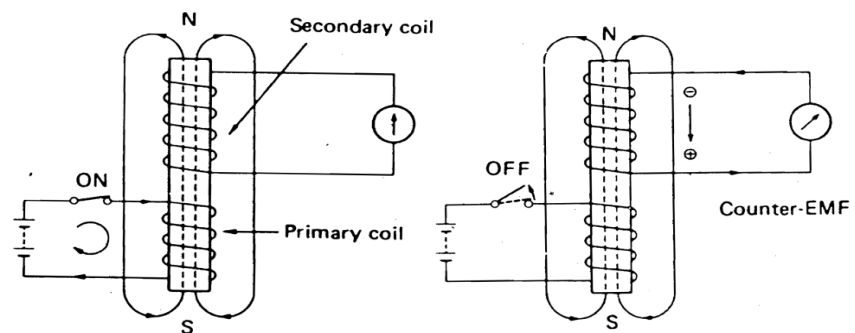 N
Secondary coil
ON
Primary coil
S
N
⊖
⊕
OFF
Counter-EMF
S